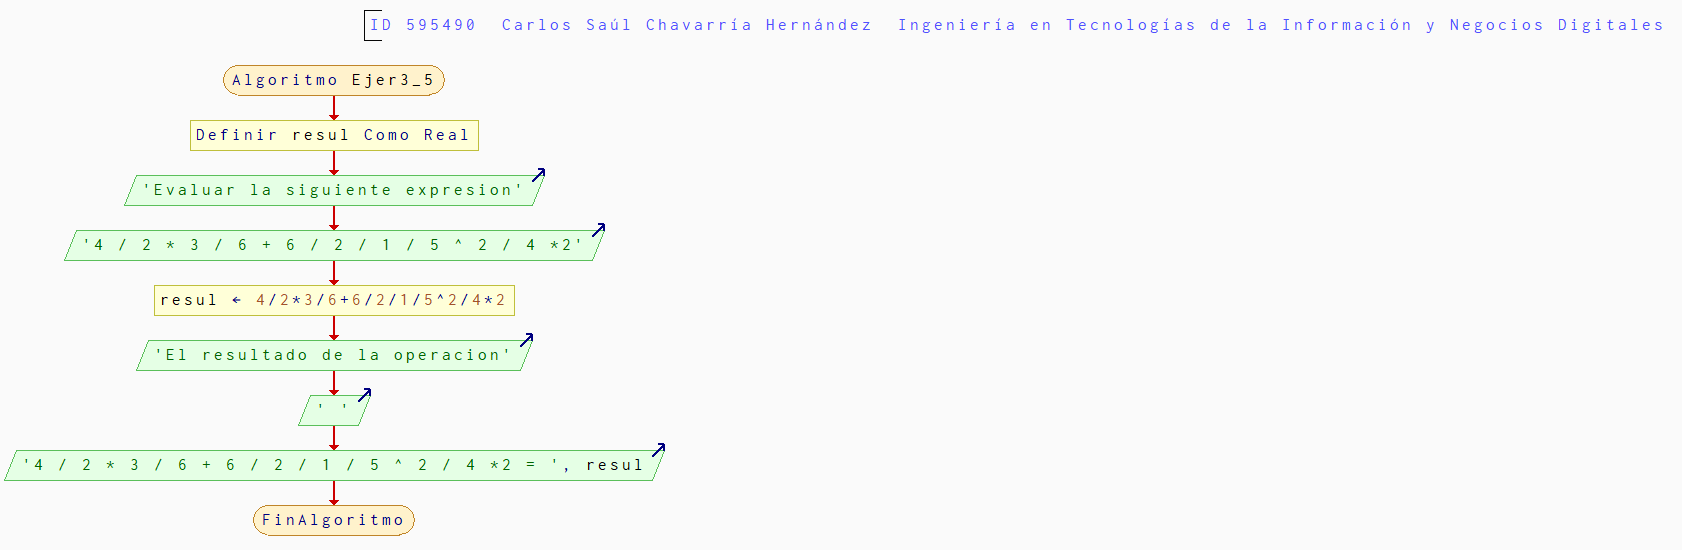 ID 595490  Carlos Saúl Chavarría Hernández  Ingeniería en Tecnologías de la Información y Negocios Digitales
Algoritmo Ejer3_5
Definir resul Como Real
'Evaluar la siguiente expresion'
'4 / 2 * 3 / 6 + 6 / 2 / 1 / 5 ^ 2 / 4 *2'
resul ← 4/2*3/6+6/2/1/5^2/4*2
'El resultado de la operacion'
' '
'4 / 2 * 3 / 6 + 6 / 2 / 1 / 5 ^ 2 / 4 *2 = ', resul
FinAlgoritmo